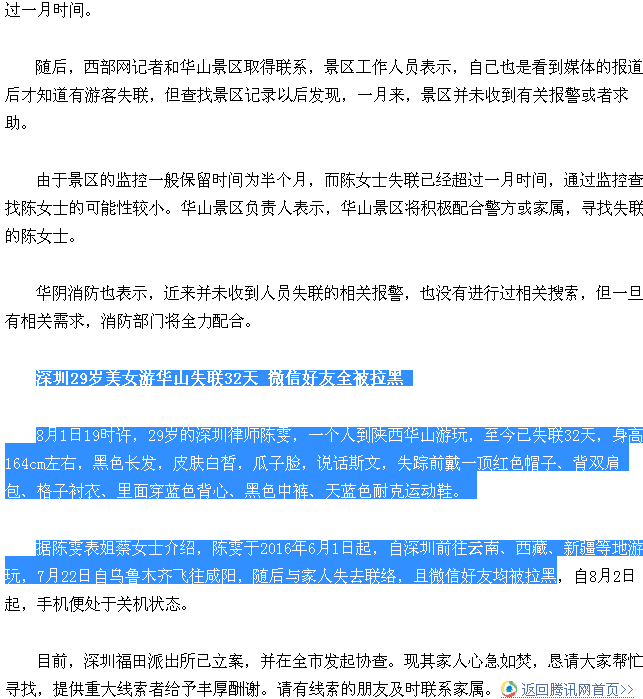 过一月时间。
随后，西部网记者和华山景区取得联系，景区工作人员表示，自己也是看到媒体的报道
后才知道有游客失联，但查找景区记录以后发现，一月来，景区并未收到有关报警或者求
助。
由于景区的监控一般保留时间为半个月，而陈女士失联已经超过一月时间，通过监控查
找陈女士的可能性较小。华山景区负责人表示，华山景区将积极配合警方或家属，寻找失联
的陈女士。
华阴消防也表示，近来并未收到人员失联的相关报警，也没有进行过相关搜索，但一旦
有相关需求，消防部门将全力配合。
深圳29岁美女游华山失联32天 微信好友全被拉黑
8月1日19时许，29岁的深圳律师陈雯，一个人到陕西华山游玩，至今已失联32天，身高
164cm左右，黑色长发，皮肤白皙，瓜子脸，说话斯文，失踪前戴一顶红色帽子、背双肩
包、格子衬衣、里面穿蓝色背心、黑色中裤、天蓝色耐克运动鞋。
据陈雯表姐蔡女士介绍，陈雯于2016年6月1日起，自深圳前往云南、西藏、新疆等地游
玩，7月22日自乌鲁木齐飞往咸阳，随后与家人失去联络，且微信好友均被拉黑，自8月2日
起，手机便处于关机状态。
目前，深圳福田派出所已立案，并在全市发起协查。现其家人心急如焚，恳请大家帮忙
寻找，提供重大线索者给予丰厚酬谢。请有线索的朋友及时联系家属。 返回腾讯网首页>>